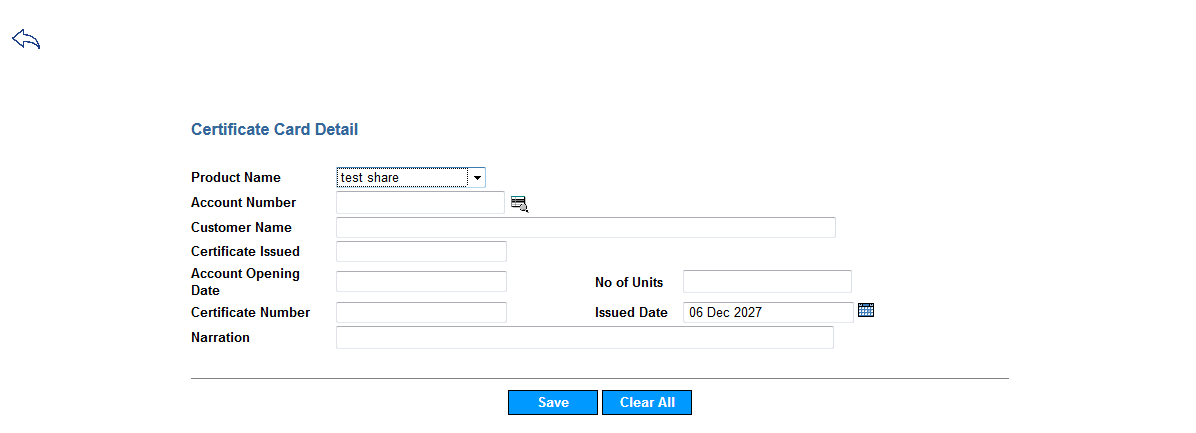 Certificate Card Detail
Product Name test share
Account Number
Customer Name
Certificate Issued
Account Opening
Date
No of Units
Certificate Number
Issued Date 06 Dec 2027
Narration
Save Clear All